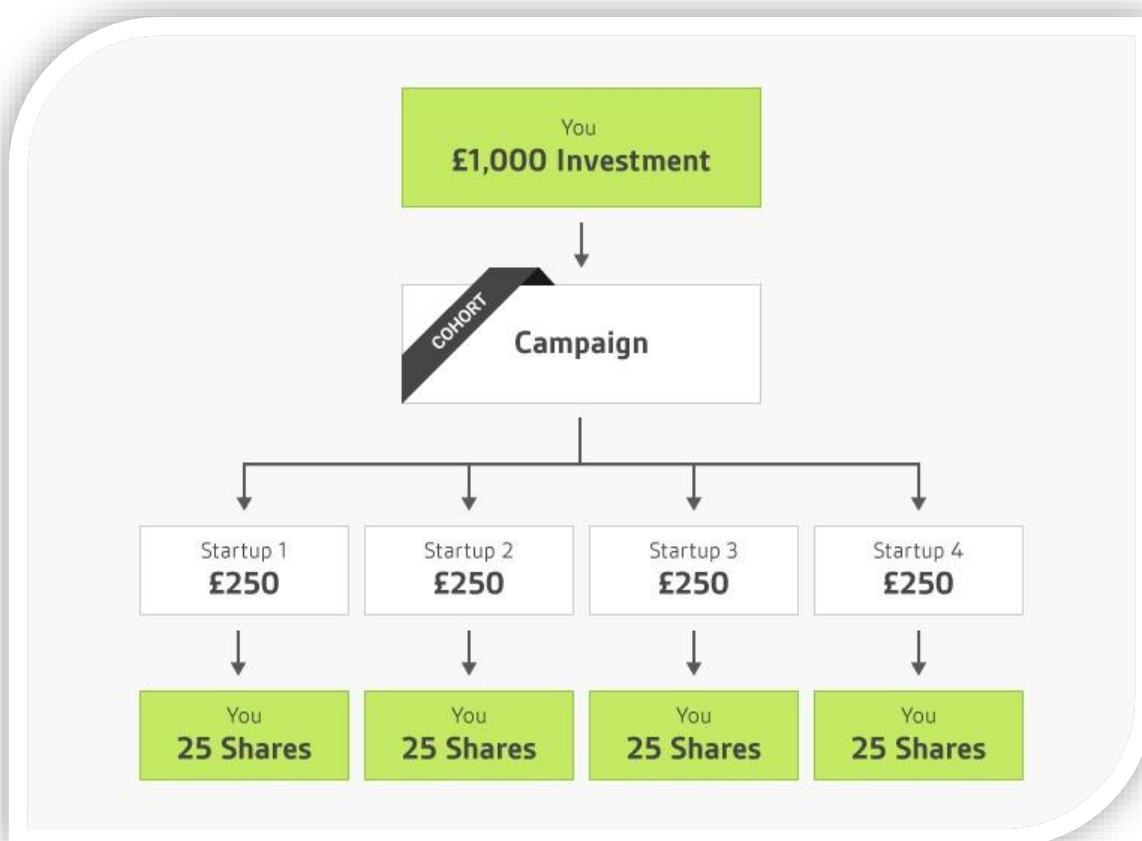 You
£1,000 Investment
COHORT
Campaign
Startup 1
£250
Startup 2
£250
Startup 3
£250
Startup 4
£250
You
25 Shares
You
25 Shares
You
25 Shares
You
25 Shares